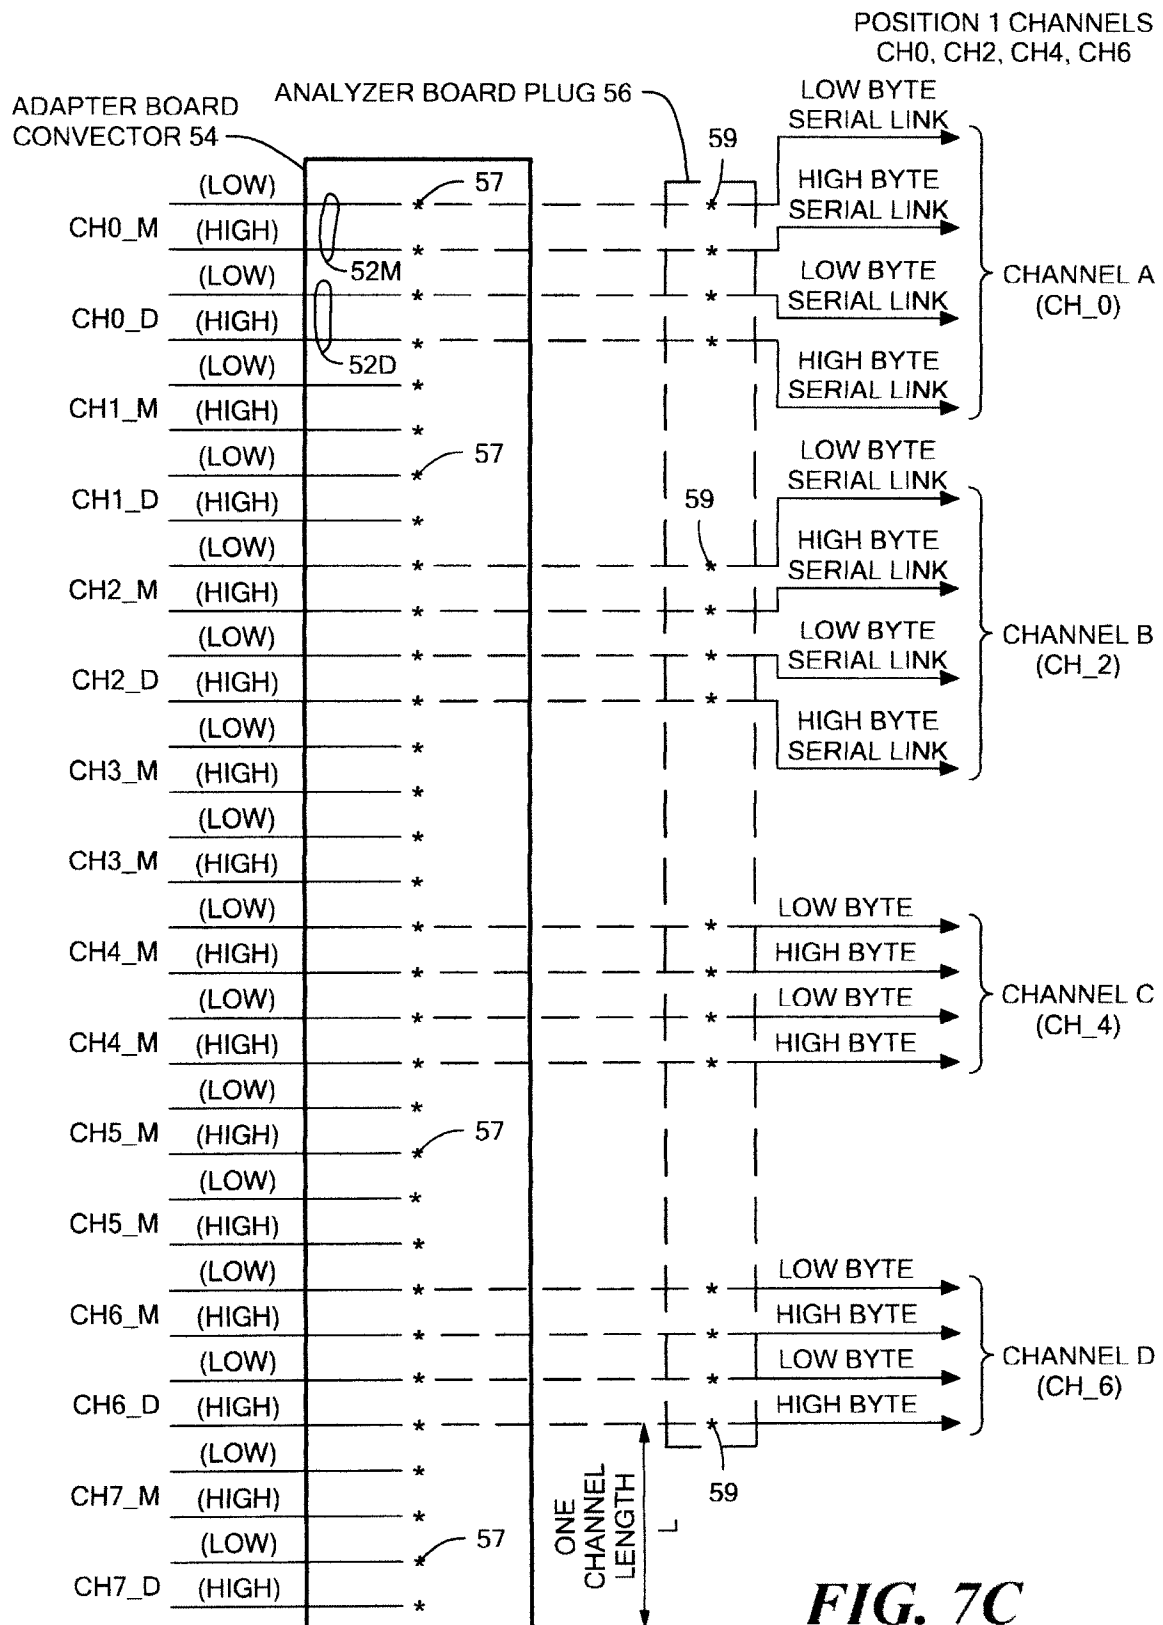 POSITION 1 CHANNELS
CH0, CH2, CH4, CH6
ADAPTER BOARD
CONVECTOR 54
ANALYZER BOARD PLUG 56
LOW BYTE
SERIAL LINK
59
(LOW)
57
HIGH BYTE
SERIAL LINK
CH0_M
(HIGH)
52M
(LOW)
LOW BYTE
SERIAL LINK
CHANNEL A
(CH_0)
CH0_D
(HIGH)
52D
(LOW)
HIGH BYTE
SERIAL LINK
CH1_M
(HIGH)
(LOW)
57
LOW BYTE
SERIAL LINK
CH1_D
(HIGH)
59
(LOW)
HIGH BYTE
SERIAL LINK
CH2_M
(HIGH)
(LOW)
LOW BYTE
SERIAL LINK
CHANNEL B
(CH_2)
CH2_D
(HIGH)
(LOW)
HIGH BYTE
SERIAL LINK
CH3_M
(HIGH)
(LOW)
CH3_M
(HIGH)
(LOW)
LOW BYTE
CH4_M
(HIGH)
HIGH BYTE
(LOW)
LOW BYTE
CHANNEL C
(CH_4)
CH4_M
(HIGH)
HIGH BYTE
(LOW)
CH5_M
(HIGH)
57
(LOW)
CH5_M
(HIGH)
(LOW)
LOW BYTE
CH6_M
(HIGH)
HIGH BYTE
(LOW)
LOW BYTE
CHANNEL D
(CH_6)
CH6_D
(HIGH)
HIGH BYTE
(LOW)
59
CH7_M
(HIGH)
ONE
CHANNEL
LENGTH
L
(LOW)
57
CH7_D
(HIGH)
FIG. 7C